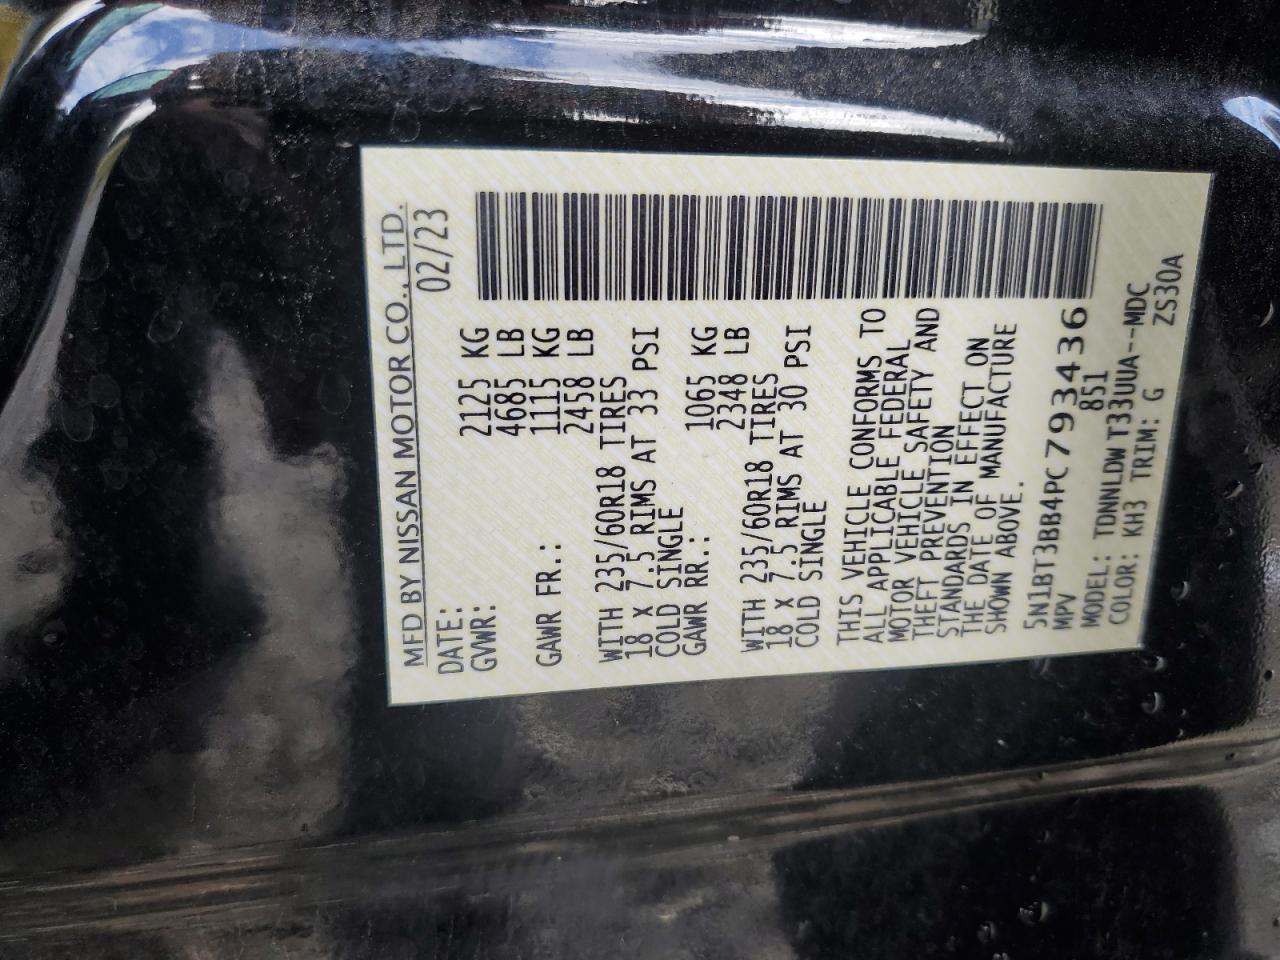 MFD BY NISSAN MOTOR CO., LTD.
DATE: 02/23
GVWR: 2125 KG
4685 LB
GAWR FR.: 1115 KG
2458 LB
WITH 235/60R18 TIRES
18 X 7.5 RIMS AT 33 PSI
COLD SINGLE
GAWR RR.: 1065 KG
2348 LB
WITH 235/60R18 TIRES
18 X 7.5 RIMS AT 30 PSI
COLD SINGLE
THIS VEHICLE CONFORMS TO
ALL APPLICABLE FEDERAL
MOTOR VEHICLE SAFETY AND
THEFT PREVENTION
STANDARDS IN EFFECT ON
THE DATE OF MANUFACTURE
SHOWN ABOVE.
5N1BT3BB4PC793436
MPV 851
MODEL: TDNNLDW T33UUA--MDC
COLOR: KH3 TRIM: G ZS30A